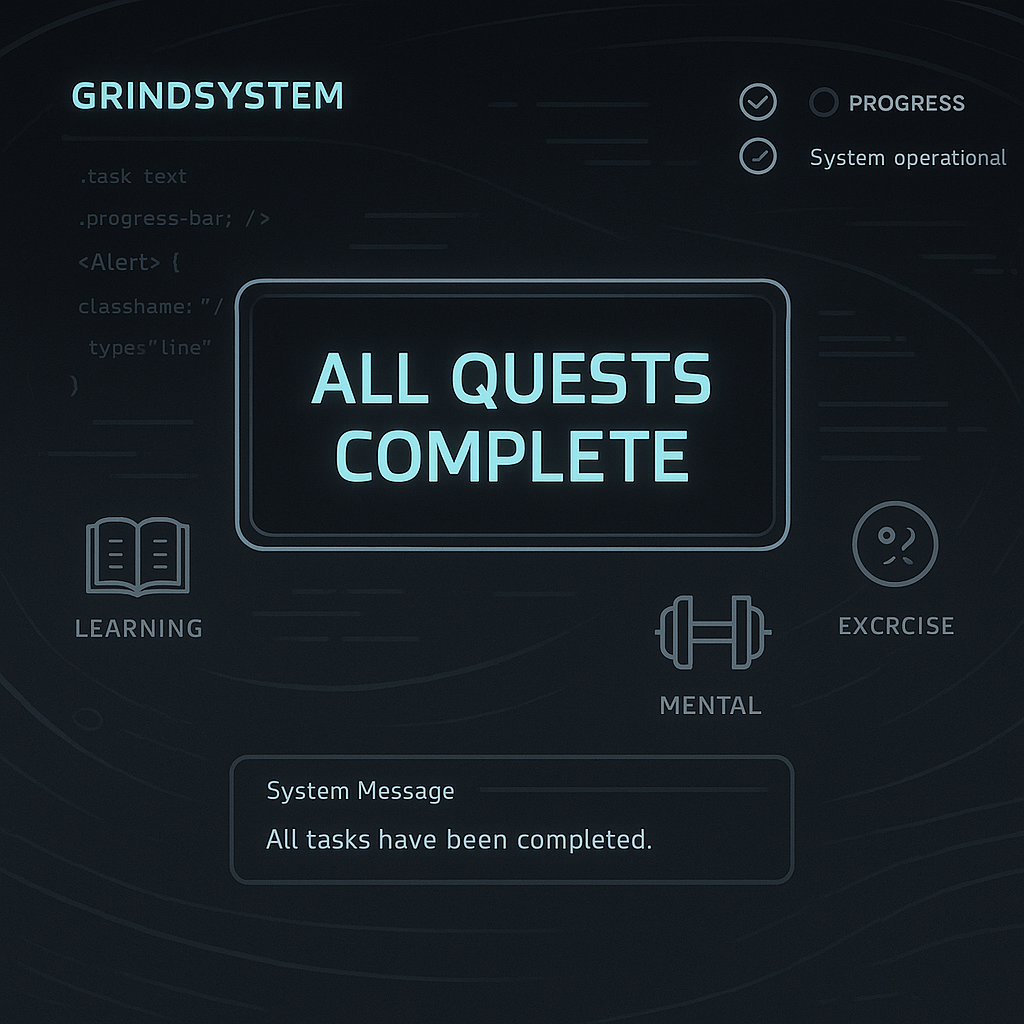 GRINDSYSTEM
PROGRESS
System operational
.task text
.progress-bar; />
<Alert> {
classhame: "/
types"line"
}
ALL QUESTS
COMPLETE
LEARNING
EXCRCISE
MENTAL
System Message
All tasks have been completed.